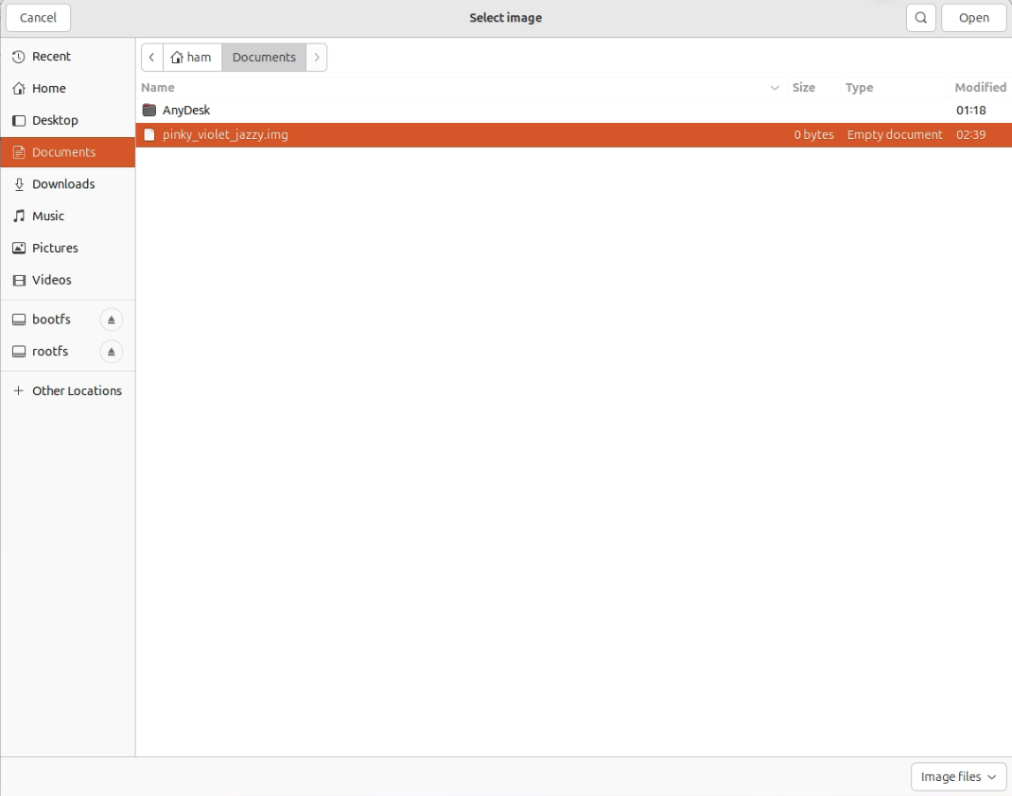 Cancel Select image Open
Recent
Home
Desktop
Documents
Downloads
Music
Pictures
Videos
bootfs
rootfs
Other Locations
ham Documents
Name Size Type Modified
AnyDesk 01:18
pinky_violet_jazzy.img 0 bytes Empty document 02:39
Image files